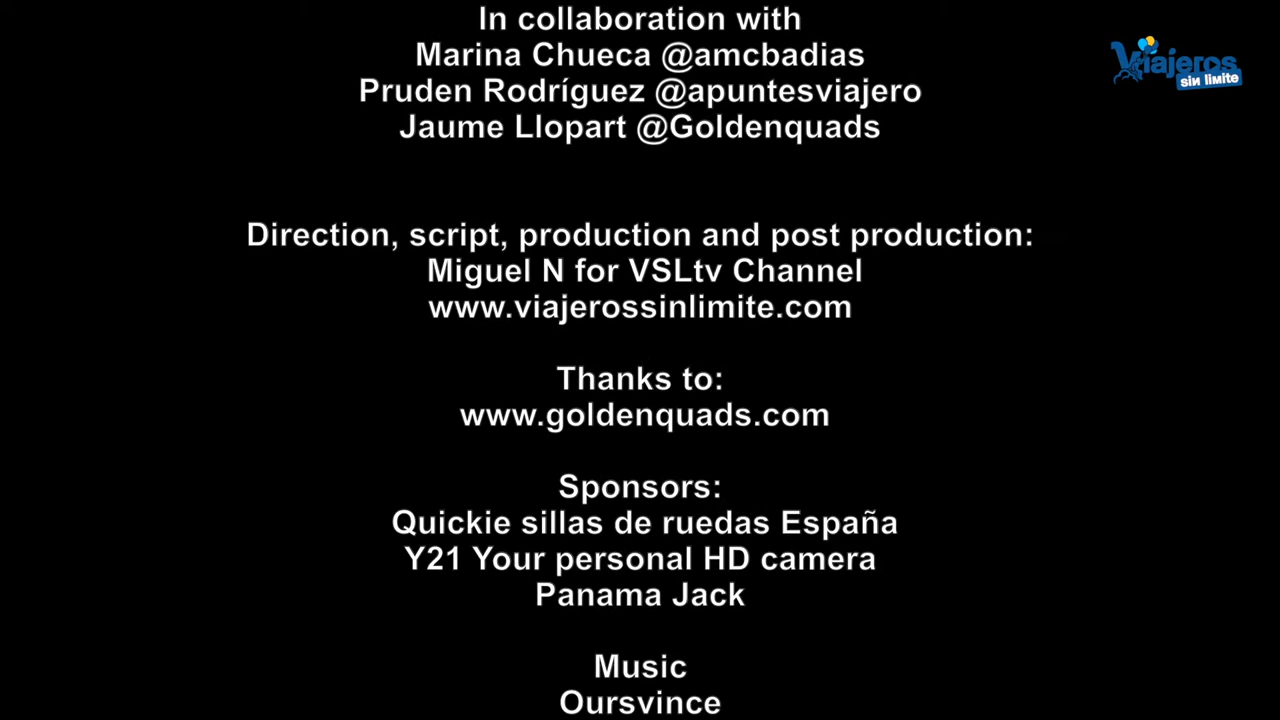 In collaboration with
Marina Chueca @amcbadias
Pruden Rodríguez @apuntesviajero
Jaume Llopart @Goldenquads
Viajeros
sin limite
Direction, script, production and post production:
Miguel N for VSLtv Channel
www.viajerossinlimite.com
Thanks to:
www.goldenquads.com
Sponsors:
Quickie sillas de ruedas España
Y21 Your personal HD camera
Panama Jack
Music
Oursvince